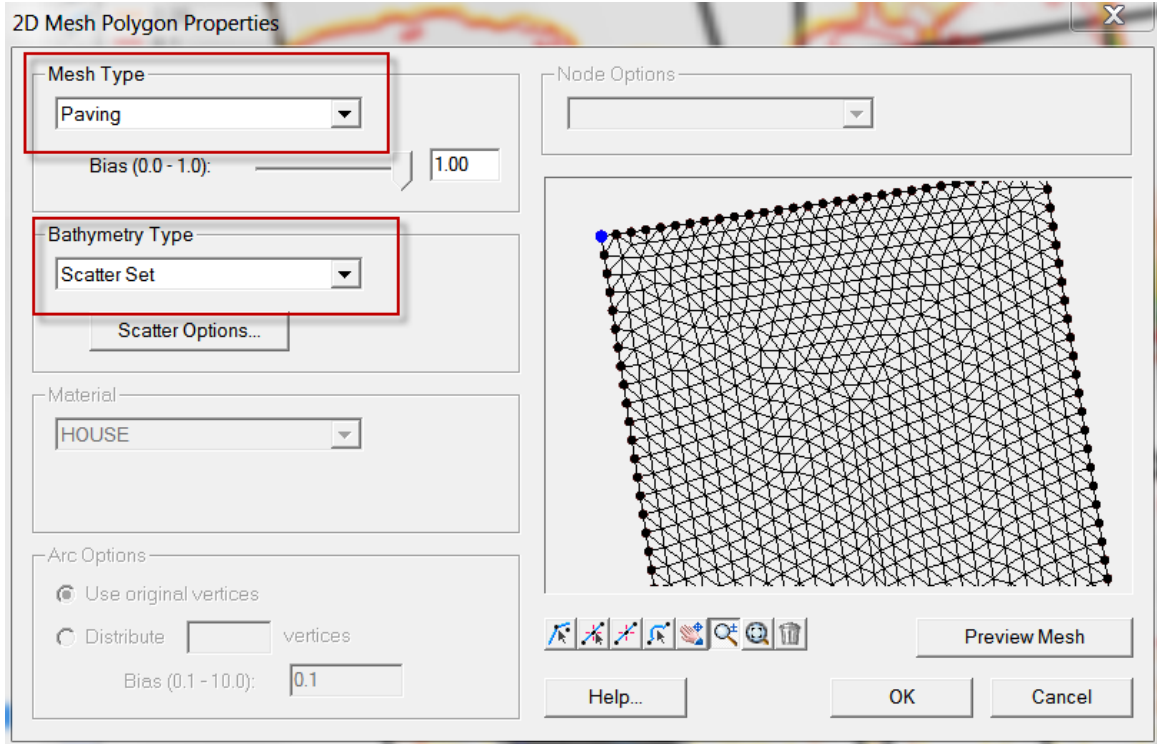 2D Mesh Polygon Properties
X
Mesh Type
Paving
Bias (0.0 - 1.0):
1.00
Bathymetry Type
Scatter Set
Scatter Options...
Material
HOUSE
Arc Options
Use original vertices
Distribute vertices
Bias (0.1 - 10.0):
0.1
Node Options
Preview Mesh
Help...
OK
Cancel